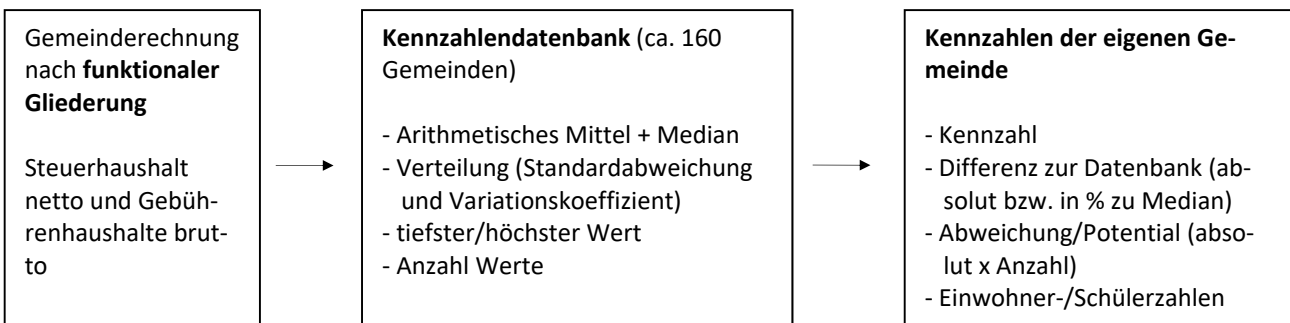 Gemeinderechnung
nach funktionaler
Gliederung
Steuerhaushalt
netto und Gebüh-
renhaushalte brut-
to
Kennzahlendatenbank (ca. 160
Gemeinden)
- Arithmetisches Mittel + Median
- Verteilung (Standardabweichung
und Variationskoeffizient)
- tiefster/höchster Wert
- Anzahl Werte
Kennzahlen der eigenen Ge-
meinde
- Kennzahl
- Differenz zur Datenbank (ab-
solut bzw. in % zu Median)
- Abweichung/Potential (abso-
lut x Anzahl)
- Einwohner-/Schülerzahlen